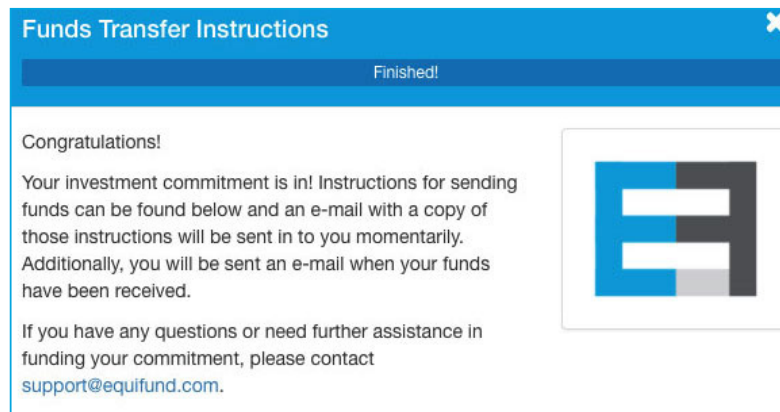 Funds Transfer Instructions
Finished!
Congratulations!
Your investment commitment is in! Instructions for sending
funds can be found below and an e-mail with a copy of
those instructions will be sent in to you momentarily.
Additionally, you will be sent an e-mail when your funds
have been received.
If you have any questions or need further assistance in
funding your commitment, please contact
support@equifund.com.